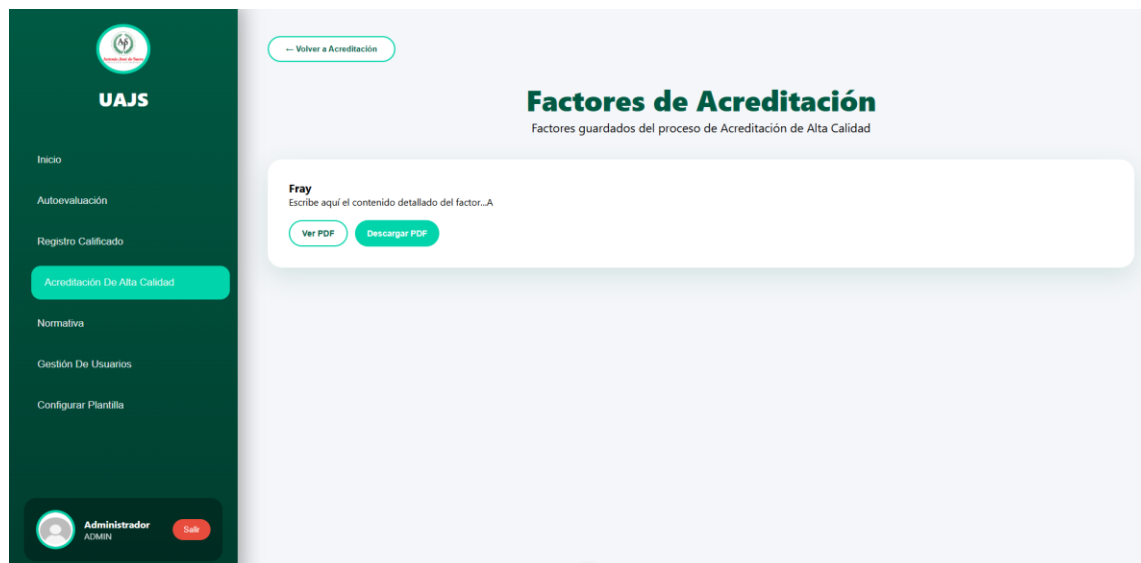 UAJS
Inicio
Autoevaluación
Registro Calificado
Acreditación De Alta Calidad
Normativa
Gestión De Usuarios
Configurar Plantilla
Administrador
ADMIN
Salir
← Volver a Acreditación
Factores de Acreditación
Factores guardados del proceso de Acreditación de Alta Calidad
Fray
Escribe aquí el contenido detallado del factor...A
Ver PDF
Descargar PDF